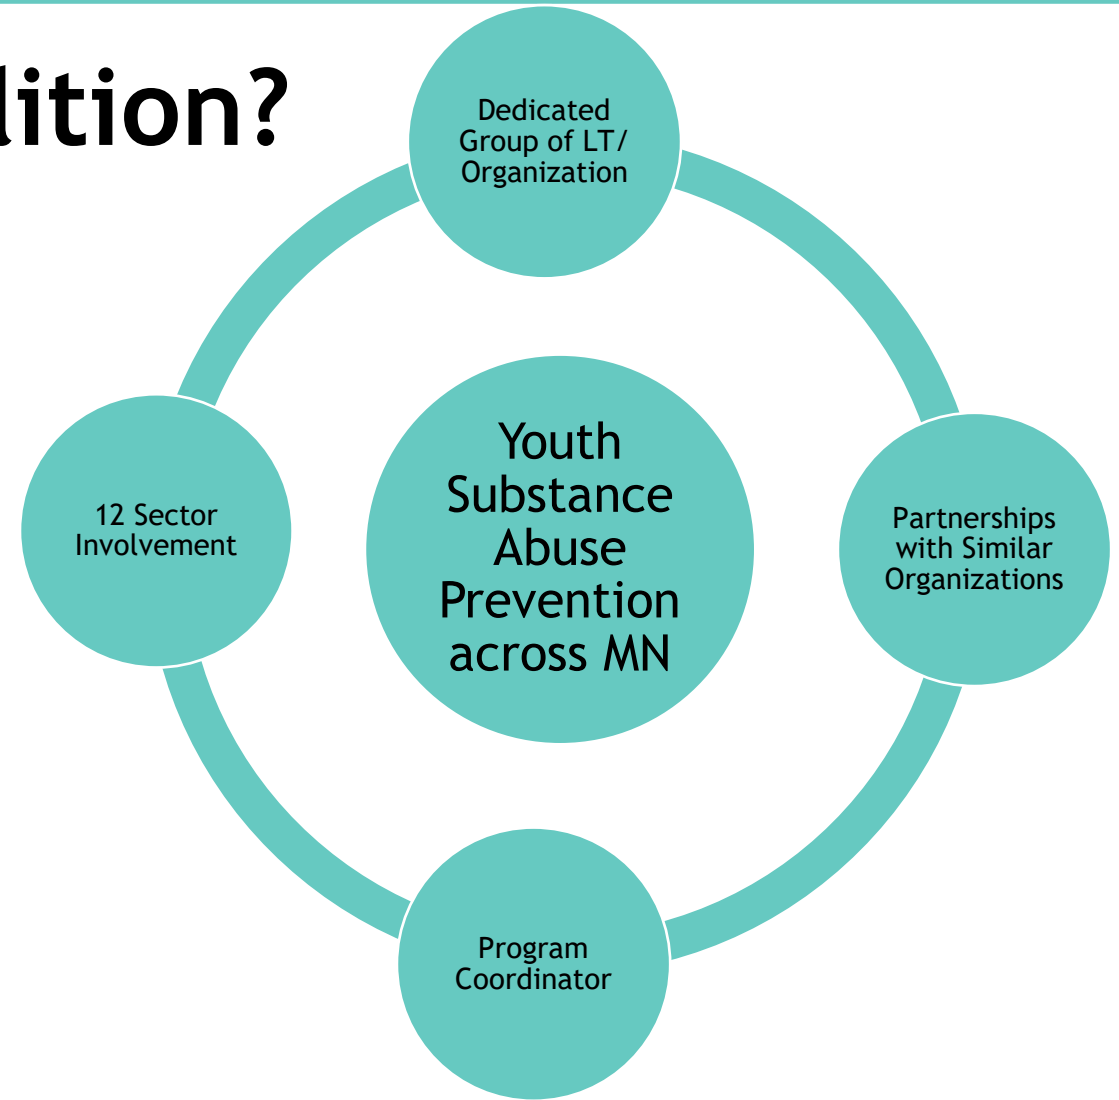 lition?
Dedicated
Group of LT/
Organization
12 Sector
Involvement
Youth
Substance
Abuse
Prevention
across MN
Partnerships
with Similar
Organizations
Program
Coordinator